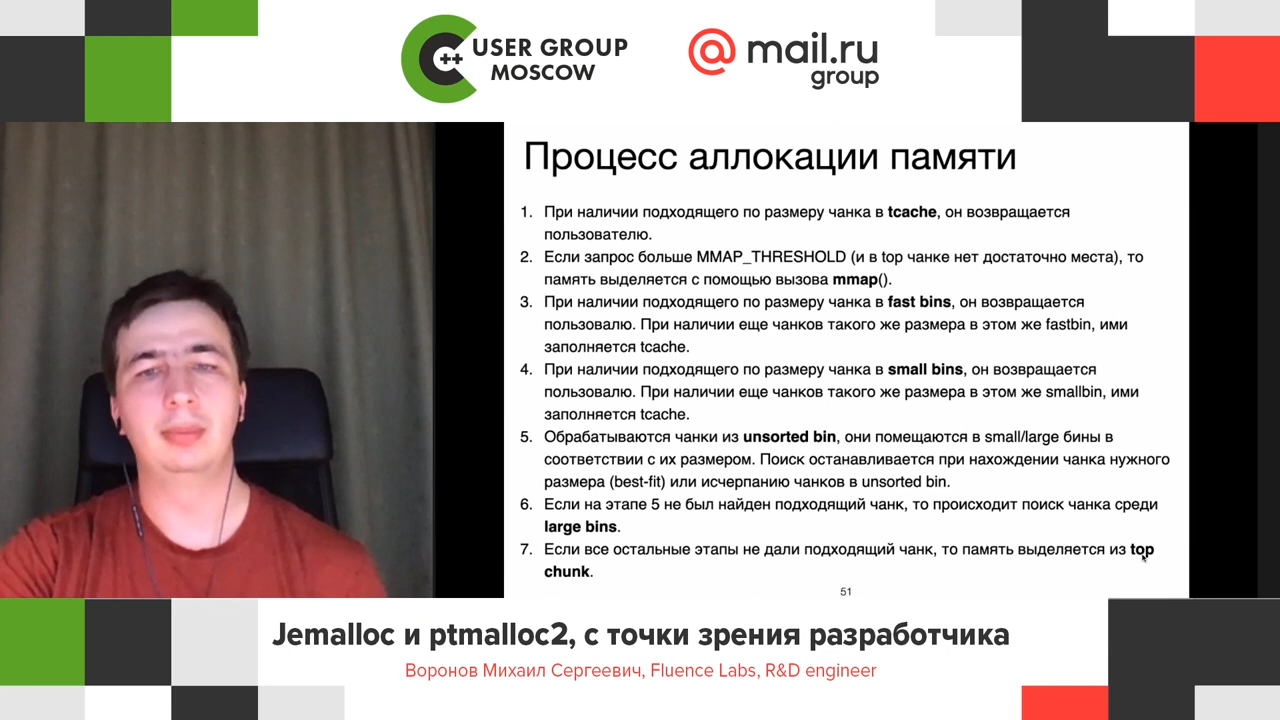 C++ USER GROUP
MOSCOW
@ mail.ru
group
Процесс аллокации памяти
1. При наличии подходящего по размеру чанка в tcache, он возвращается
пользователю.
2. Если запрос больше MMAP_THRESHOLD (и в top чанке нет достаточно места), то
память выделяется с помощью вызова mmap().
3. При наличии подходящего по размеру чанка в fast bins, он возвращается
пользовалю. При наличии еще чанков такого же размера в этом же fastbin, ими
заполняется tcache.
4. При наличии подходящего по размеру чанка в small bins, он возвращается
пользовалю. При наличии еще чанков такого же размера в этом же smallbin, ими
заполняется tcache.
5. Обрабатываются чанки из unsorted bin, они помещаются в small/large бины в
соответствии с их размером. Поиск останавливается при нахождении чанка нужного
размера (best-fit) или исчерпанию чанков в unsorted bin.
6. Если на этапе 5 не был найден подходящий чанк, то происходит поиск чанка среди
large bins.
7. Если все остальные этапы не дали подходящий чанк, то память выделяется из top
chunk.
51
Jemalloc и ptmalloc2, с точки зрения разработчика
Воронов Михаил Сергеевич, Fluence Labs, R&D engineer